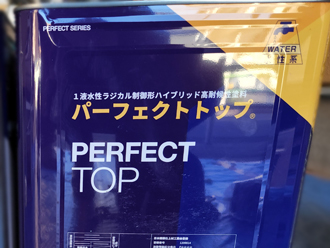 PERFECT SERIES
WATER
水系
1液水性ラジカル制御形ハイブリッド高耐候性塗料
パーフェクトトップ®
PERFECT
TOP